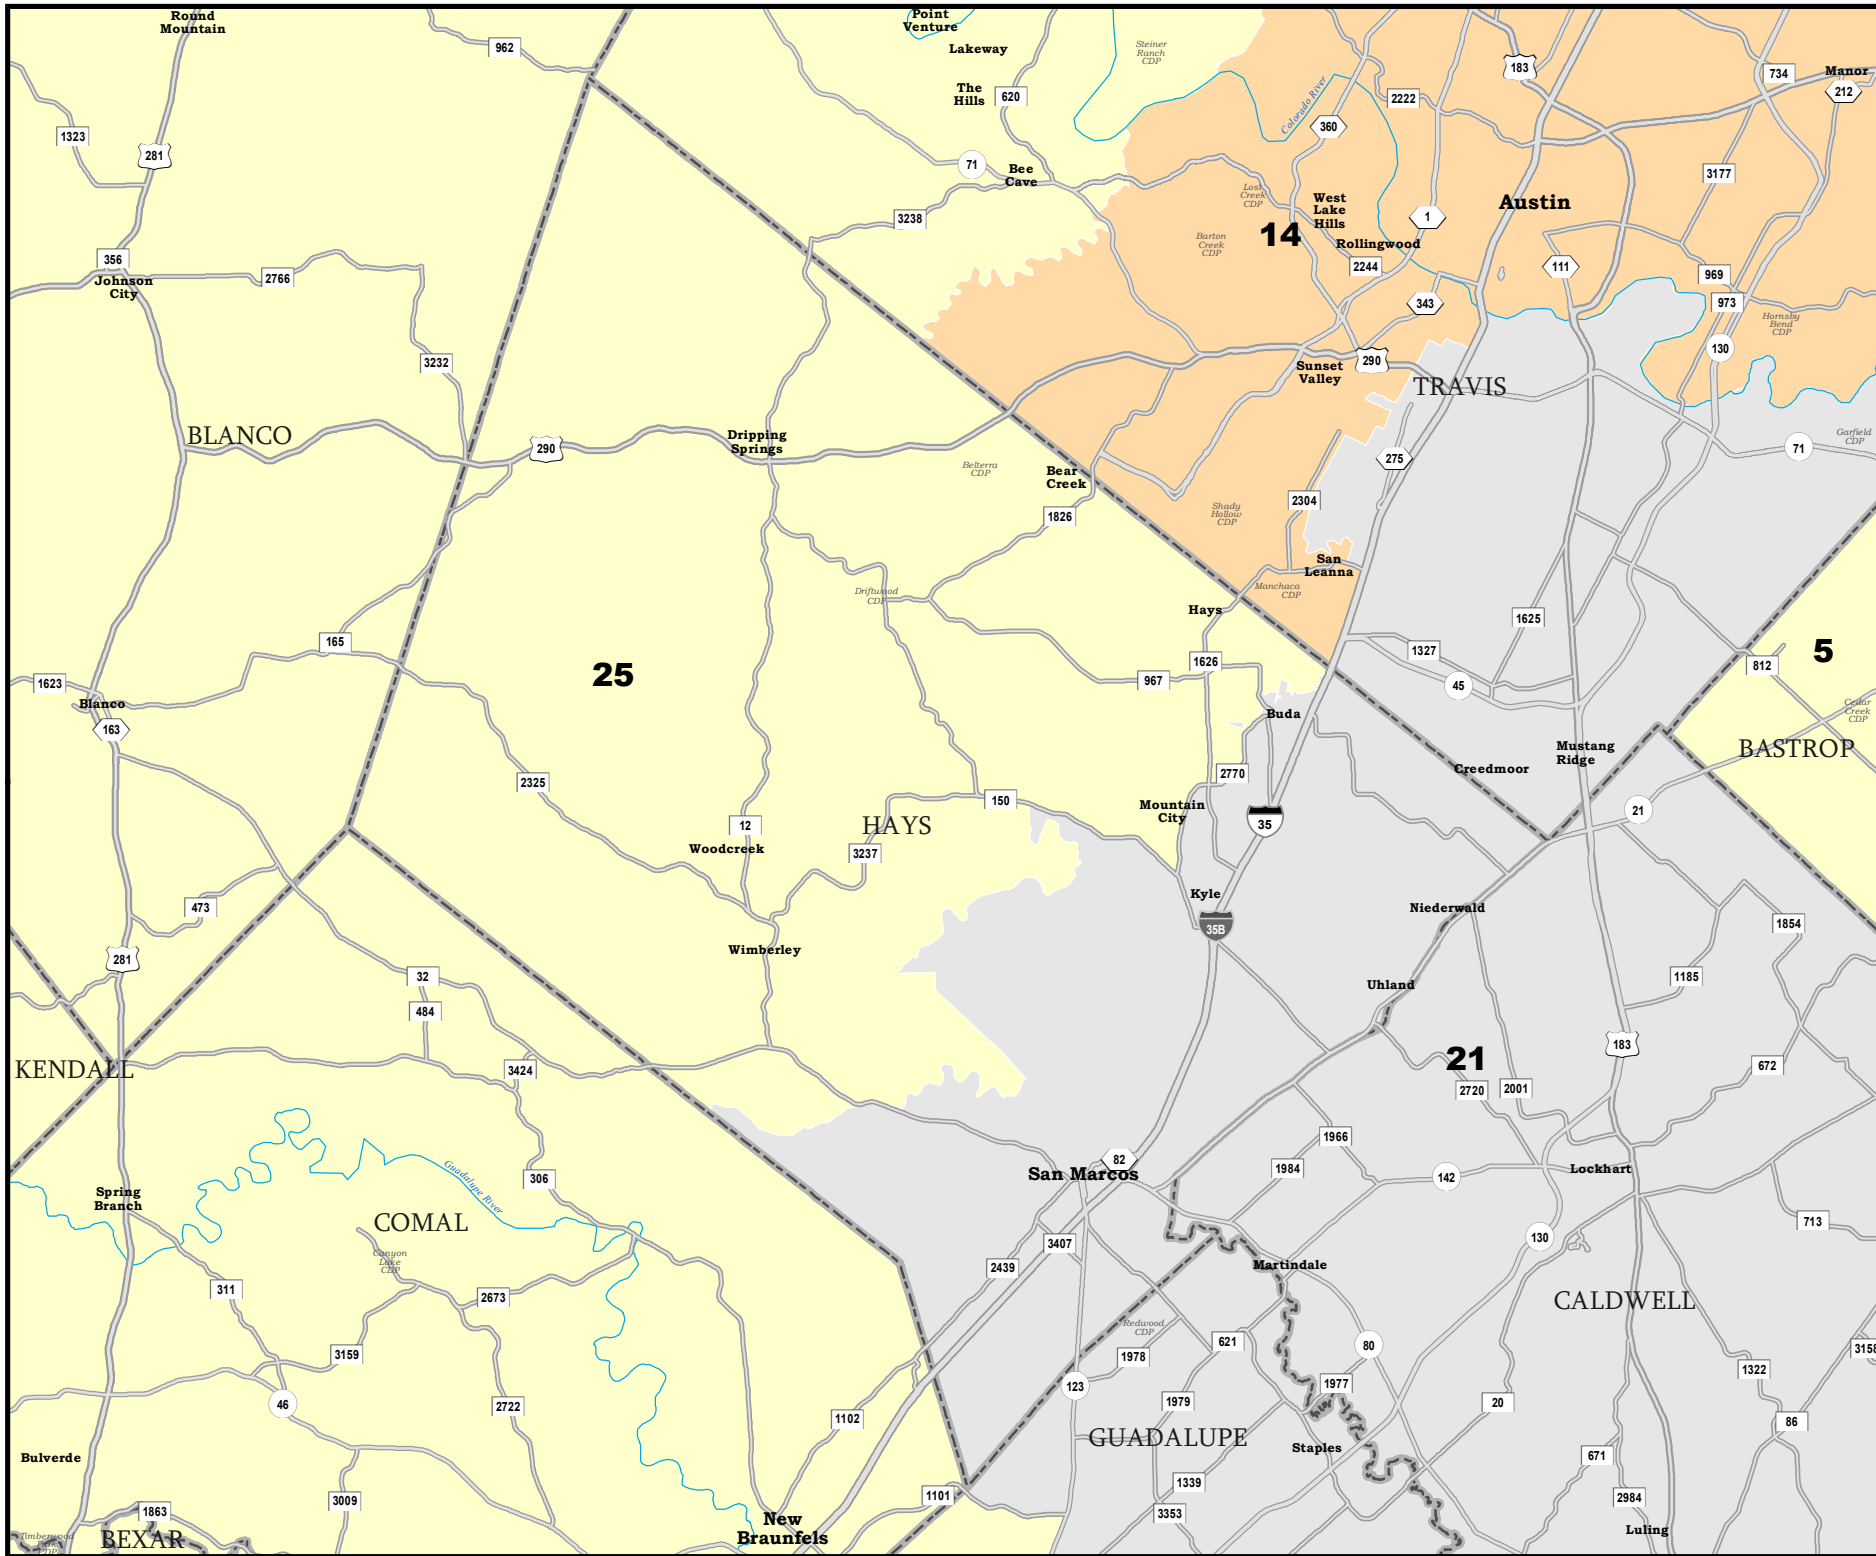 Round
Mountain
962
Point
Venture
Lakeway
Steiner
Ranch
CDP
183
734
Manor
212
The
Hills
620
2222
Colorado River
360
1323
281
71
Bee
Cave
3177
Lost
Creek
CDP
West
Lake
Hills
Austin
1
3238
14
Barton
Creek
CDP
Rollingwood
2244
111
356
Johnson
City
2766
969
973
343
Hornsby
Bend
CDP
130
3232
290
Sunset
Valley
TRAVIS
BLANCO
290
Dripping
Springs
Garfield
CDP
71
275
Belterra
CDP
Bear
Creek
2304
1826
Shady
Hollow
CDP
San
Leanna
Driftwood
CDP
Manchaca
CDP
Hays
1625
165
25
1327
5
812
1626
967
45
1623
Blanco
163
Cedar
Creek
CDP
Buda
BASTROP
Mustang
Ridge
Creedmoor
2325
2770
150
Mountain
City
21
35
12
HAYS
Woodcreek
3237
Kyle
473
Niederwald
1854
35B
Wimberley
281
32
1185
Uhland
484
183
KENDALL
3424
21
672
2720
2001
1966
82
1984
San Marcos
142
Lockhart
Guadalupe River
306
Spring
Branch
COMAL
713
130
3407
Canyon
Lake
CDP
2439
Martindale
311
2673
CALDWELL
Redwood
CDP
621
80
3159
1978
3158
1322
123
1977
46
2722
1979
20
1102
86
GUADALUPE
Staples
Bulverde
671
1339
1101
2984
3009
1863
3353
New
Braunfels
Luling
BEXAR
Timberwood
Park
CDP